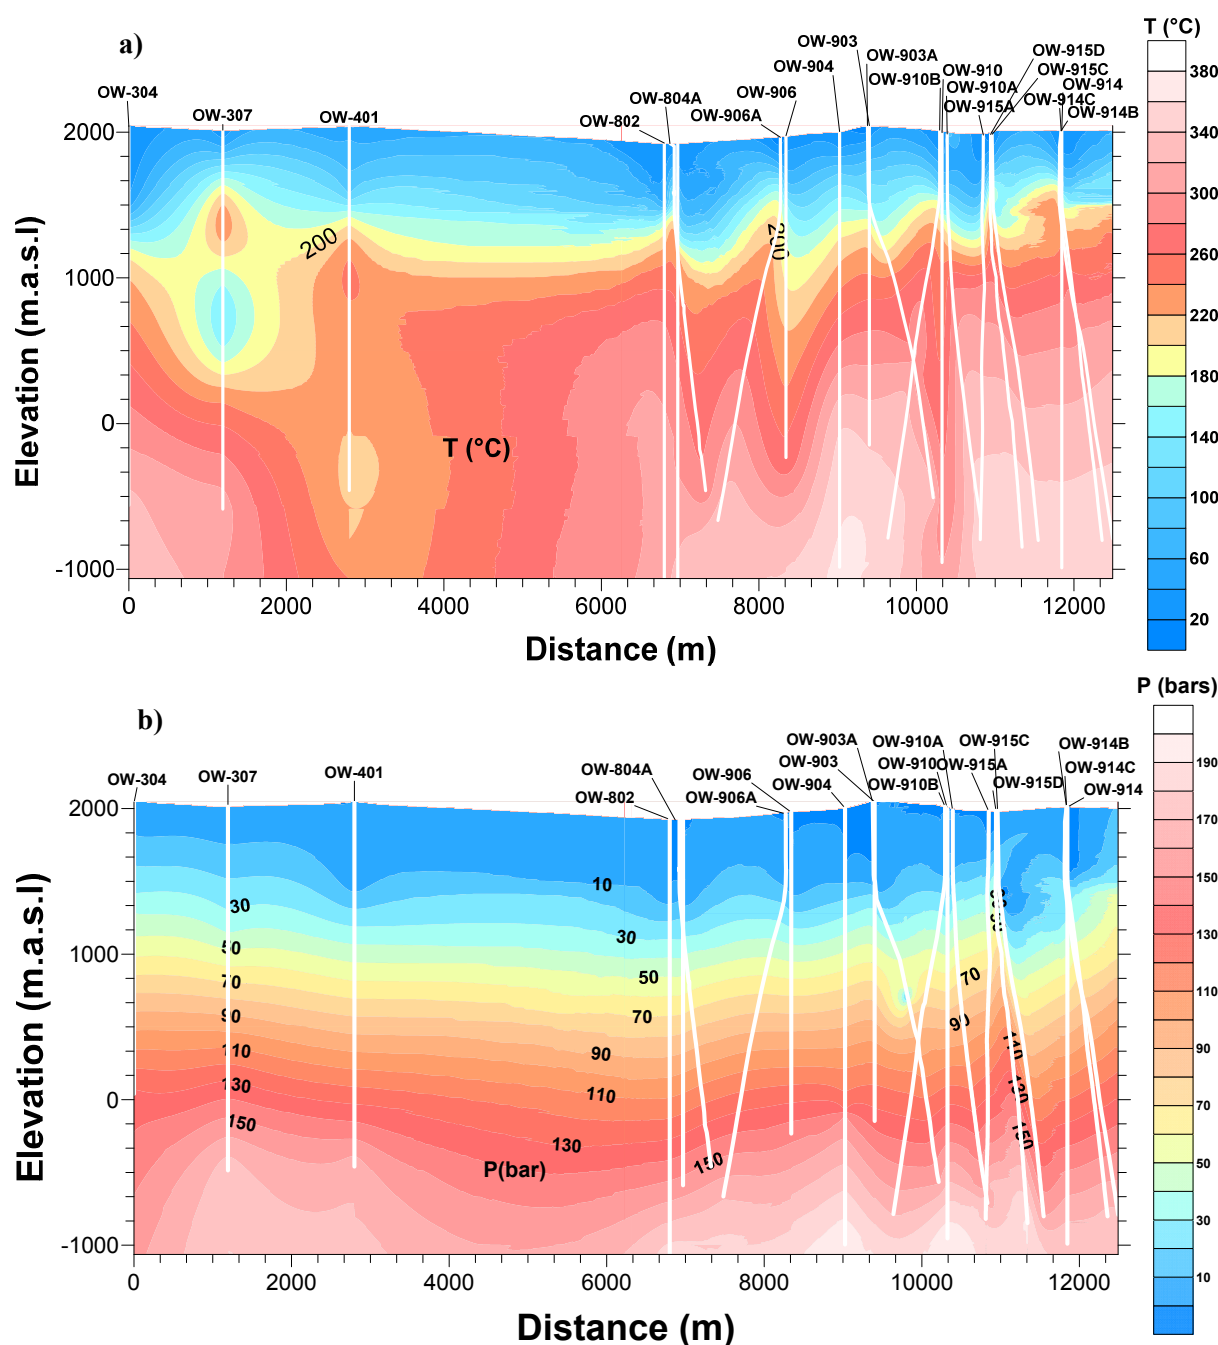 a)
T (°C)
OW-304
OW-307
OW-401
OW-802
OW-804A
OW-906A
OW-906
OW-904
OW-903
OW-903A
OW-910B
OW-910
OW-910A
OW-915A
OW-915D
OW-915C
OW-914
OW-914C
OW-914B
380
340
300
260
220
180
140
100
60
20
2000
1000
0
-1000
Elevation (m.a.s.l)
200
200
T (°C)
0 2000 4000 6000 8000 10000 12000
Distance (m)
P (bars)
b)
OW-304
OW-307
OW-401
OW-804A
OW-802
OW-906
OW-906A
OW-903A
OW-903
OW-904
OW-910A
OW-910
OW-910B
OW-915C
OW-915A
OW-915D
OW-914B
OW-914C
OW-914
190
170
150
130
110
90
70
50
30
10
2000
1000
0
-1000
Elevation (m.a.s.l)
10
30
30
50
50
70
70
70
90
90
90
110
110
110
130
130
130
150
150
150
P(bar)
0 2000 4000 6000 8000 10000 12000
Distance (m)